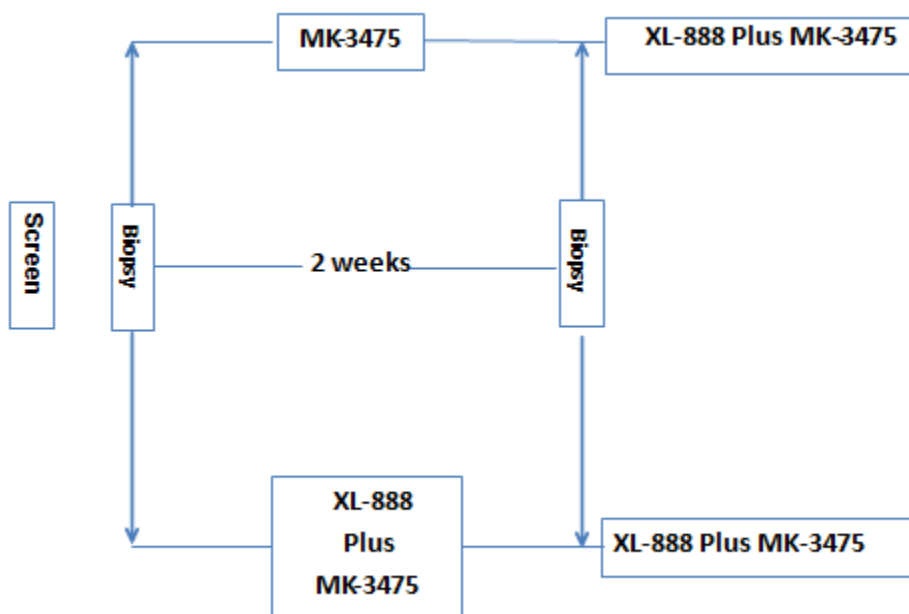 MK-3475
XL-888 Plus MK-3475
Screen
Biopsy
2 weeks
Biopsy
XL-888
Plus
MK-3475
XL-888 Plus MK-3475